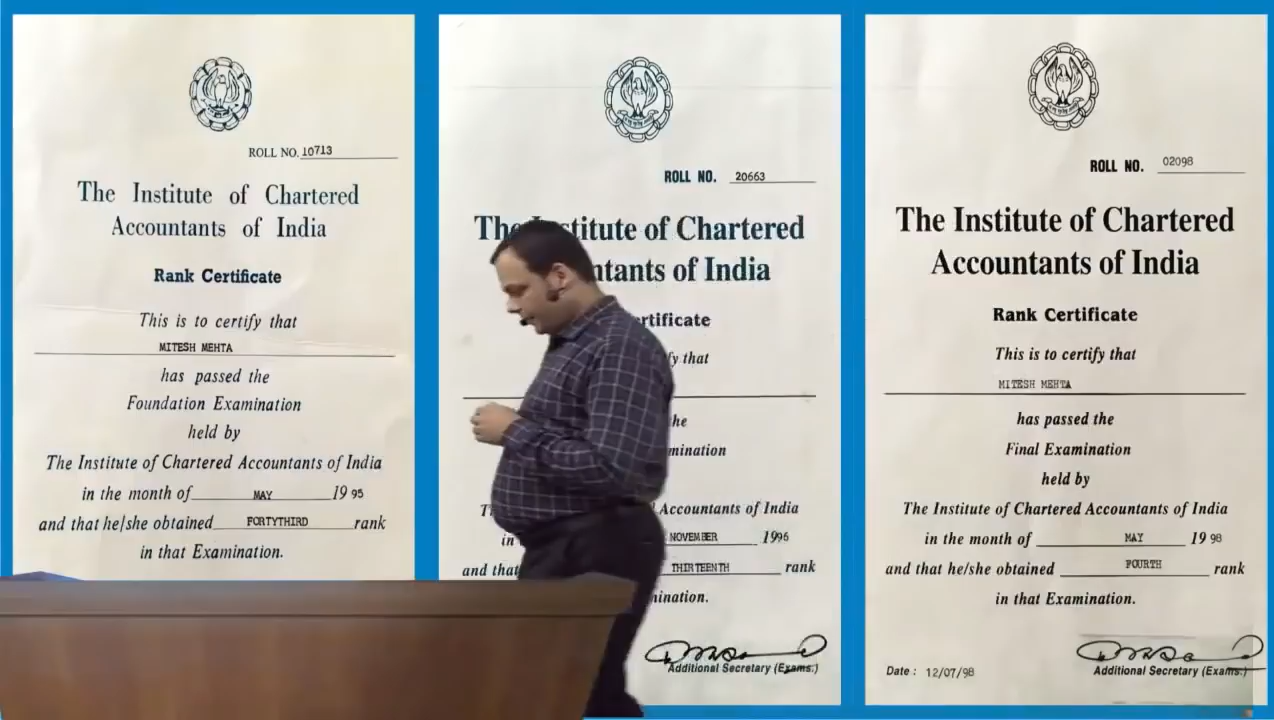 ROLL NO. 10713
The Institute of Chartered
Accountants of India
Rank Certificate
This is to certify that
MITESH MEHTA
has passed the
Foundation Examination
held by
The Institute of Chartered Accountants of India
in the month of MAY 19 95
and that he/she obtained FORTYTHIRD rank
in that Examination.
ROLL NO. 20663
The Institute of Chartered
ntants of India
rtificate
fy that
he
mination
Accountants of India
in NOVEMBER 1996
and that THIRTEENTH rank
mination.
Additional Secretary (Exams.)
ROLL NO. 02098
The Institute of Chartered
Accountants of India
Rank Certificate
This is to certify that
MITESH MEHTA
has passed the
Final Examination
held by
The Institute of Chartered Accountants of India
in the month of MAY 19 98
and that he/she obtained FOURTH rank
in that Examination.
Date : 12/07/98
Additional Secretary (Exams.)